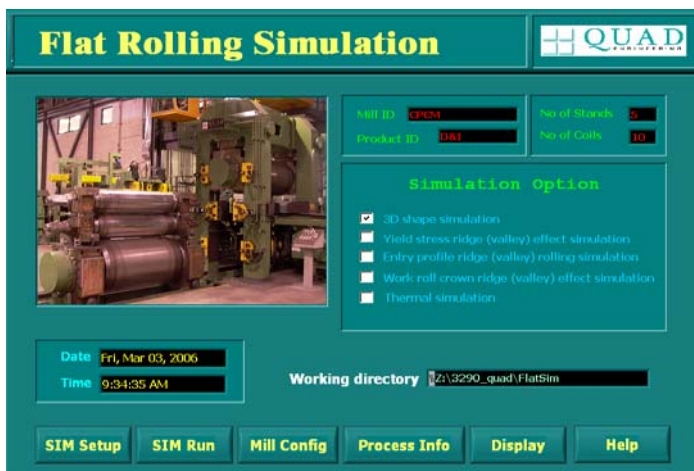 Flat Rolling Simulation
QUAD
ENGINEERING
Mill ID CPCM
Product ID D&I
No of Stands 5
No of Coils 10
Simulation Option
3D shape simulation
Yield stress ridge (valley) effect simulation
Entry profile ridge (valley) rolling simulation
Work roll crown ridge (valley) effect simulation
Thermal simulation
Date Fri, Mar 03, 2006
Time 9:34:35 AM
Working directory Z:\3290_quad\FlatSim
SIM Setup
SIM Run
Mill Config
Process Info
Display
Help